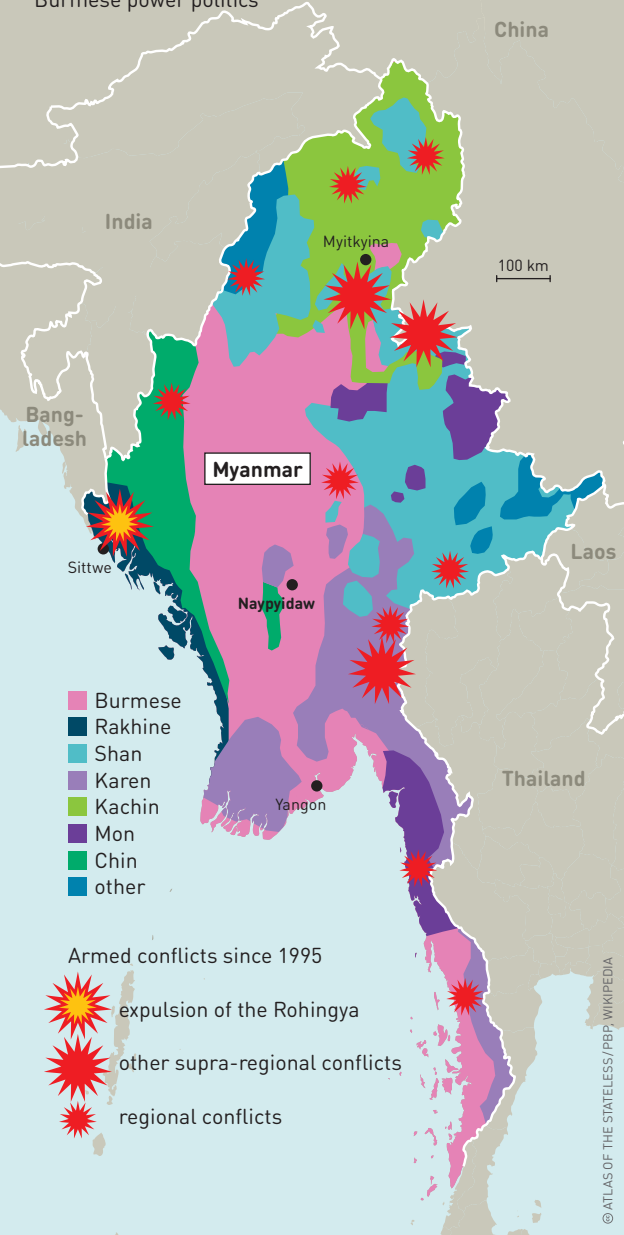 Burmese power politics
China
India
Myitkyina
100 km
Bang-
ladesh
Myanmar
Laos
Sittwe
Naypyidaw
Burmese
Rakhine
Shan
Karen
Kachin
Mon
Chin
other
Thailand
Yangon
Armed conflicts since 1995
expulsion of the Rohingya
other supra-regional conflicts
regional conflicts
cc ATLAS OF THE STATELESS/PBP, WIKIPEDIA